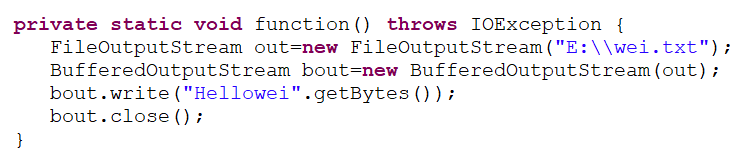 private static void function() throws IOException {
   FileOutputStream out=new FileOutputStream("E:\\wei.txt");
   BufferedOutputStream bout=new BufferedOutputStream(out);
   bout.write("Hellowei".getBytes());
   bout.close();
}